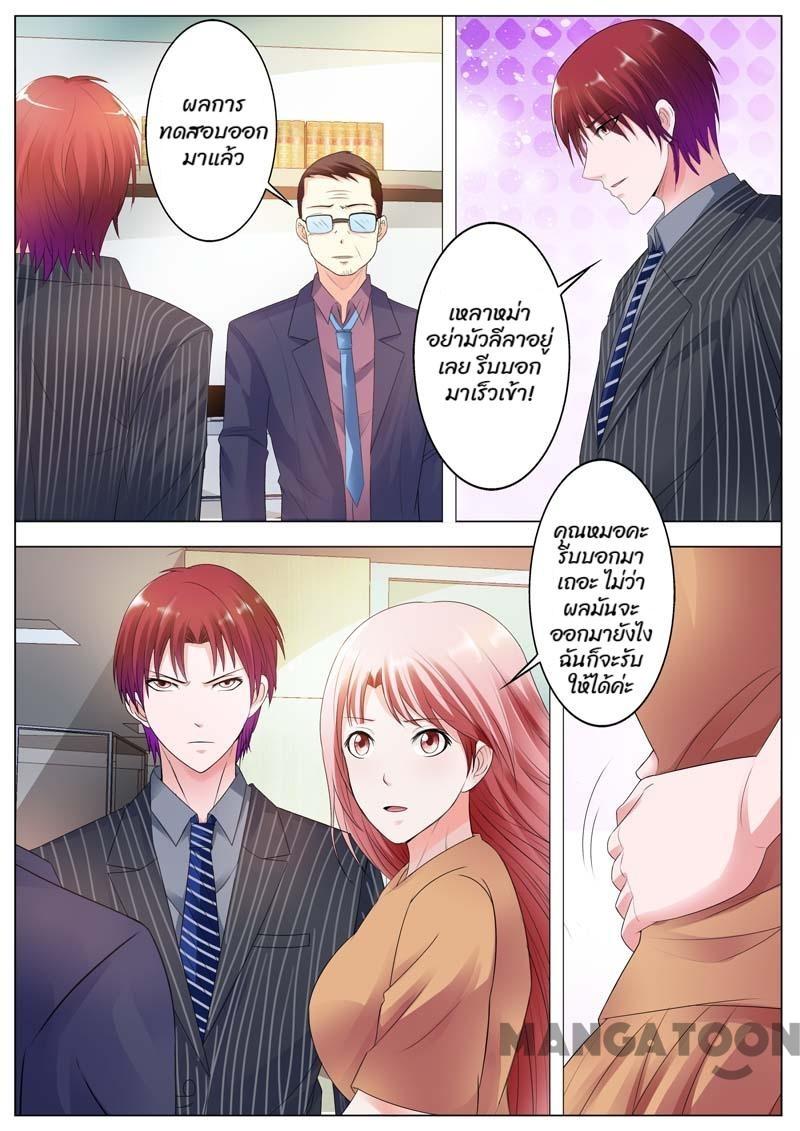 ผลการ
ทดสอบออก
มาแล้ว
เหลาหม่า
อย่ามัวลีลาอยู่
เลย รีบบอก
มาเร็วเข้า!
คุณหมอคะ
รีบบอกมา
เถอะ ไม่ว่า
ผลมันจะ
ออกมายังไง
ฉันก็จะรับ
ให้ได้ค่ะ
MANGATOON